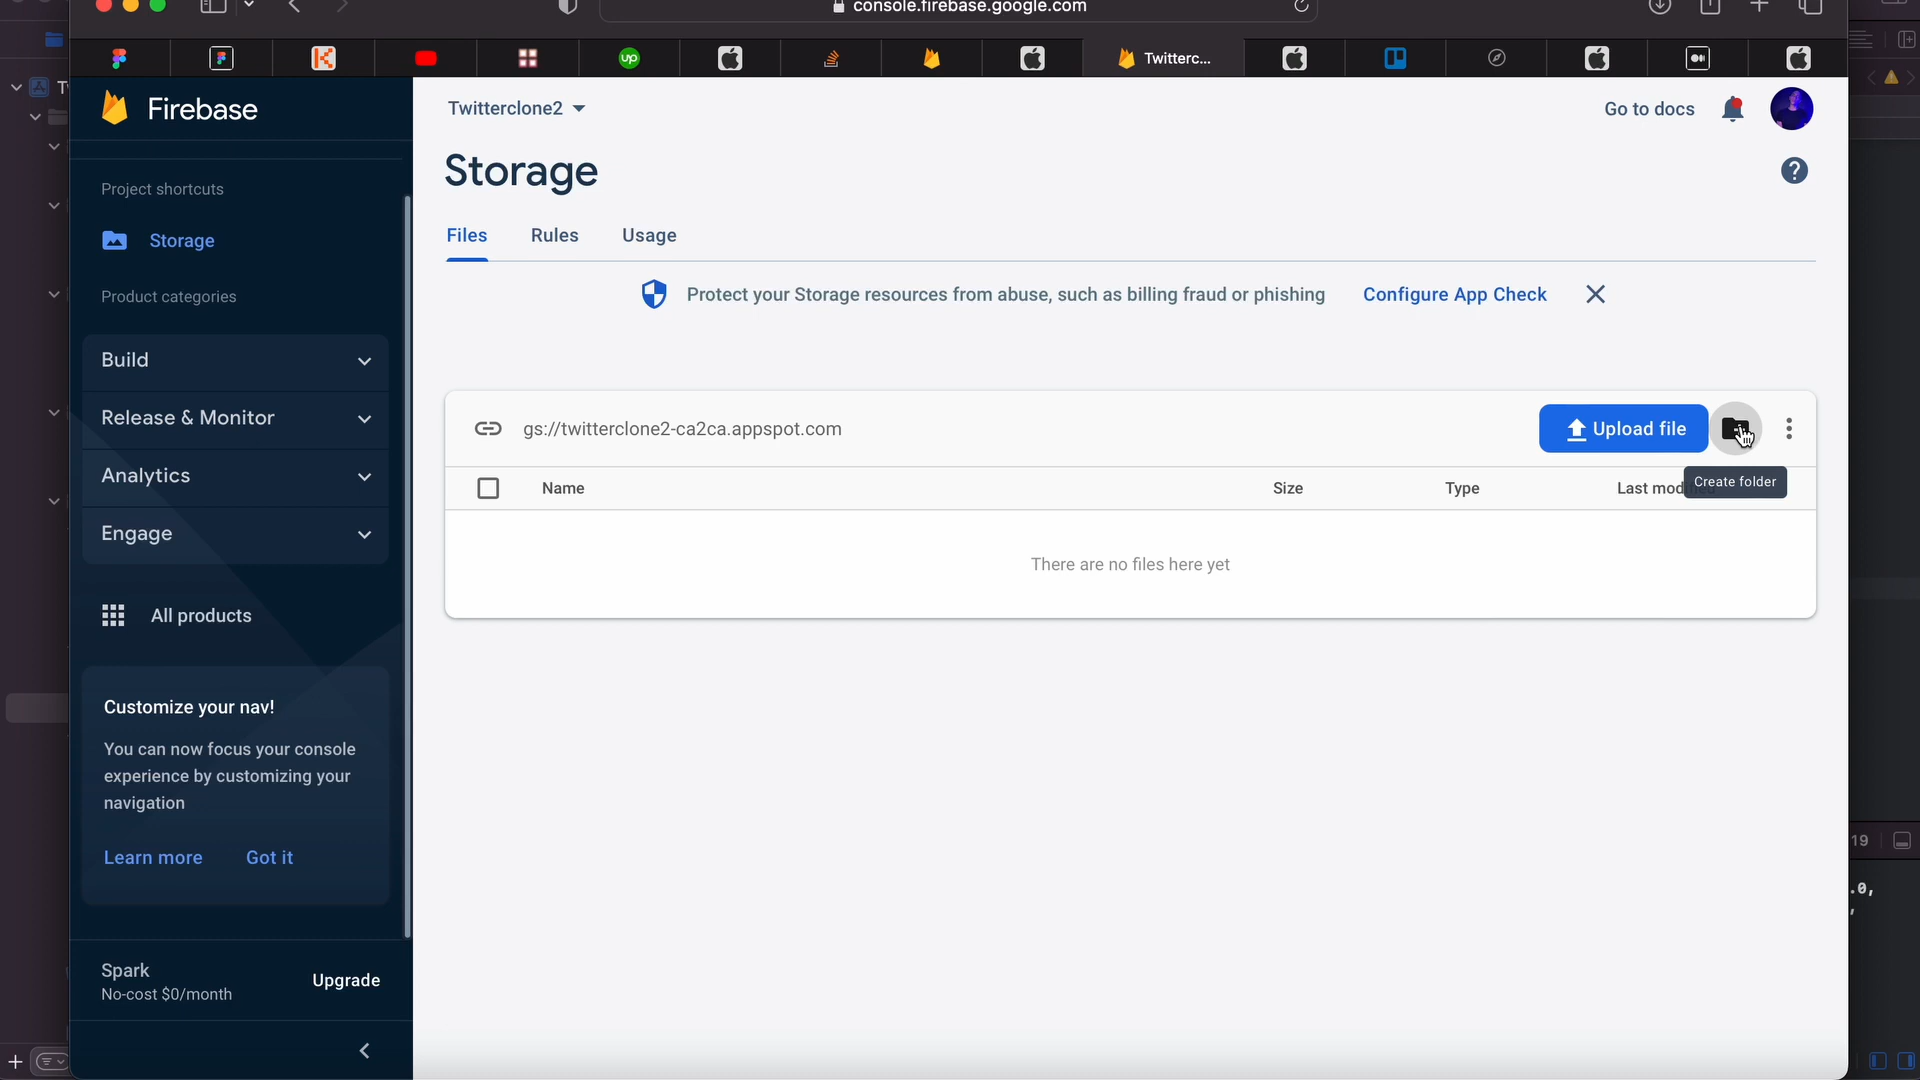 console.firebase.google.com
up
Twitterc...
Firebase
Twitterclone2
Go to docs
Storage
Project shortcuts
Storage
Files
Rules
Usage
Product categories
Protect your Storage resources from abuse, such as billing fraud or phishing
Configure App Check
Build
Release & Monitor
gs://twitterclone2-ca2ca.appspot.com
Upload file
Analytics
Name
Size
Type
Last mod
Create folder
Engage
There are no files here yet
All products
Customize your nav!
You can now focus your console
experience by customizing your
navigation
Learn more
Got it
19
.0,
Spark
No-cost $0/month
Upgrade